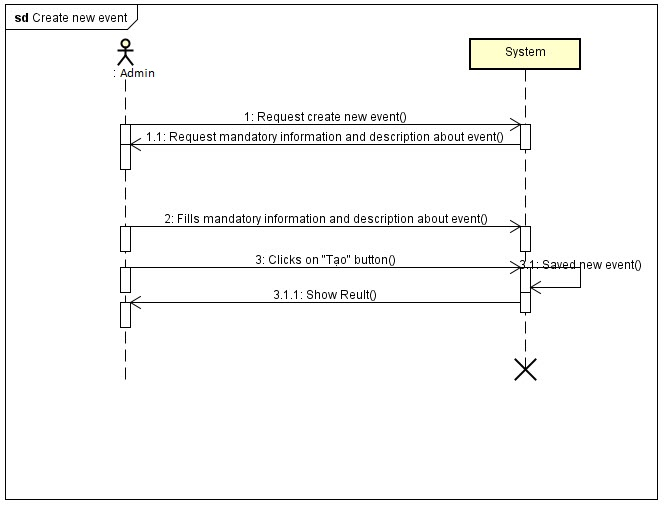 sd Create new event
: Admin
System
1: Request create new event()
1.1: Request mandatory information and description about event()
2: Fills mandatory information and description about event()
3: Clicks on "Tạo" button()
3.1: Saved new event()
3.1.1: Show Reult()